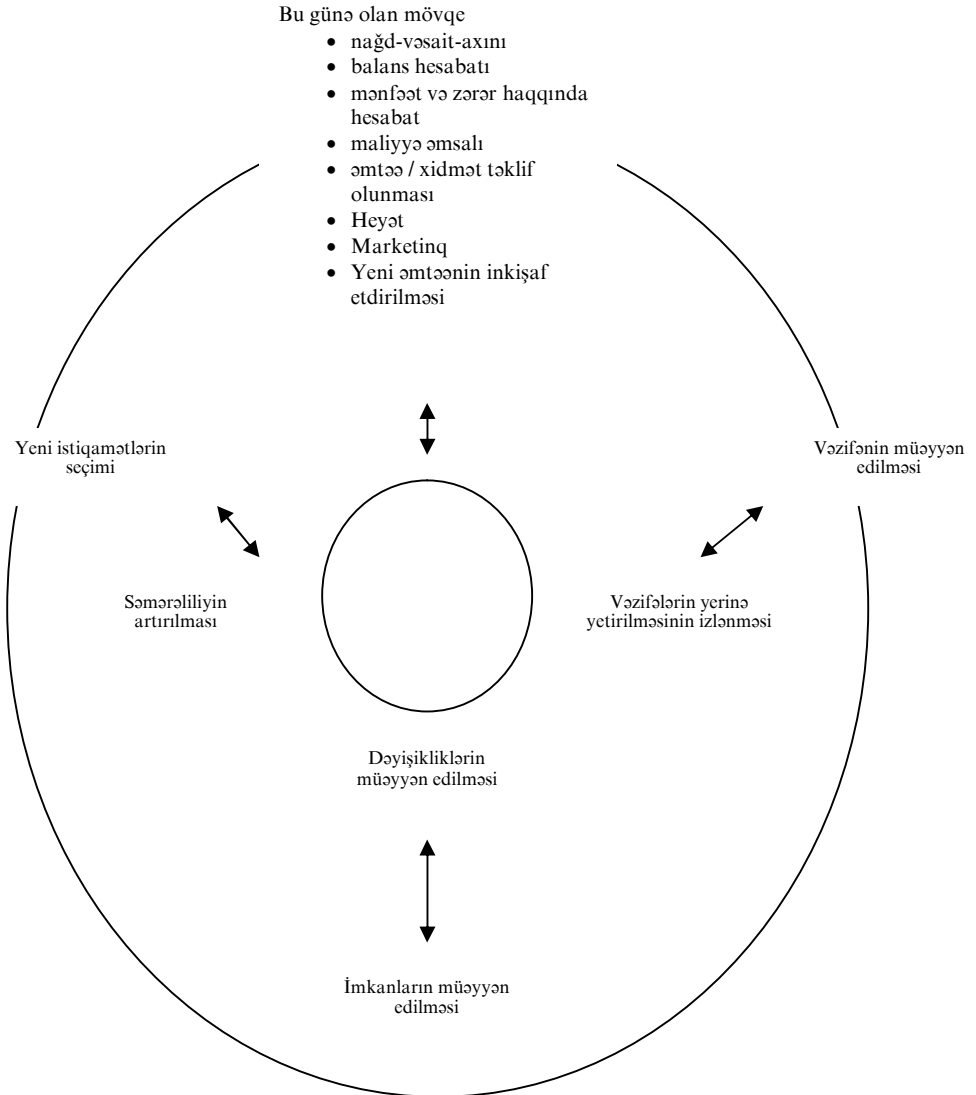 Bu günə olan mövqe
• nağd-vəsait-axını
• balans hesabatı
• mənfəət və zərər haqqında
hesabat
• maliyyə əmsalı
• əmtəə / xidmət təklif
olunması
• Heyət
• Marketinq
• Yeni əmtəənin inkişaf
etdirilməsi
Yeni istiqamətlərin
seçimi
Vəzifənin müəyyən
edilməsi
Səmərəliliyin
artırılması
Vəzifələrin yerinə
yetirilməsinin izlənməsi
Dəyişikliklərin
müəyyən edilməsi
İmkanların müəyyən
edilməsi